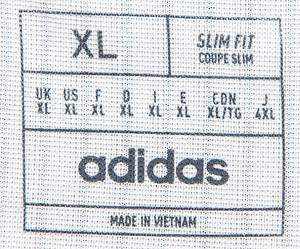 XL
SLIM FIT
COUPE SLIM
UK US F D I E CDN J
XL XL XL XL XL XL XL/TG 4XL
adidas
MADE IN VIETNAM